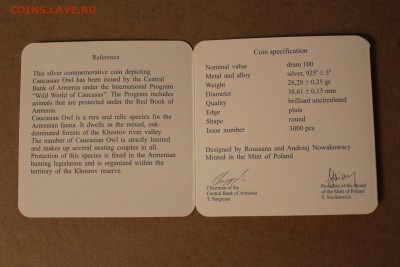 COINS.LAVE.RU
Reference
This silver commemorative coin depicting
Caucasian Owl has been issued by the Central
Bank of Armenia under the International Program
"Wild World of Caucasus". The Program includes
animals that are protected under the Red Book of
Armenia.
Caucasian Owl is a rare and relic species for the
Armenian fauna. It dwells in the mixed, oak-
dominated forests of the Khosrov river valley.
The number of Caucasian Owl is strictly limited
and makes up several nesting couples in all.
Protection of this species is fixed in the Armenian
hunting legislation and is organized within the
territory of the Khosrov reserve.
Coin specification
Nominal value dram 100
Metal and alloy silver, 925° ± 5°
Weight 28,28 ± 0,25 gr
Diameter 38,61 ± 0,15 mm
Quality brilliant uncirculated
Edge plain
Shape round
Issue number 3000 pcs
Designed by Roussana and Andrzej Nowakowscy
Minted in the Mint of Poland
Chairman of the
Central Bank of Armenia
T. Sargsyan
President of the Board
of the Mint of Poland
T. Steckiewicz